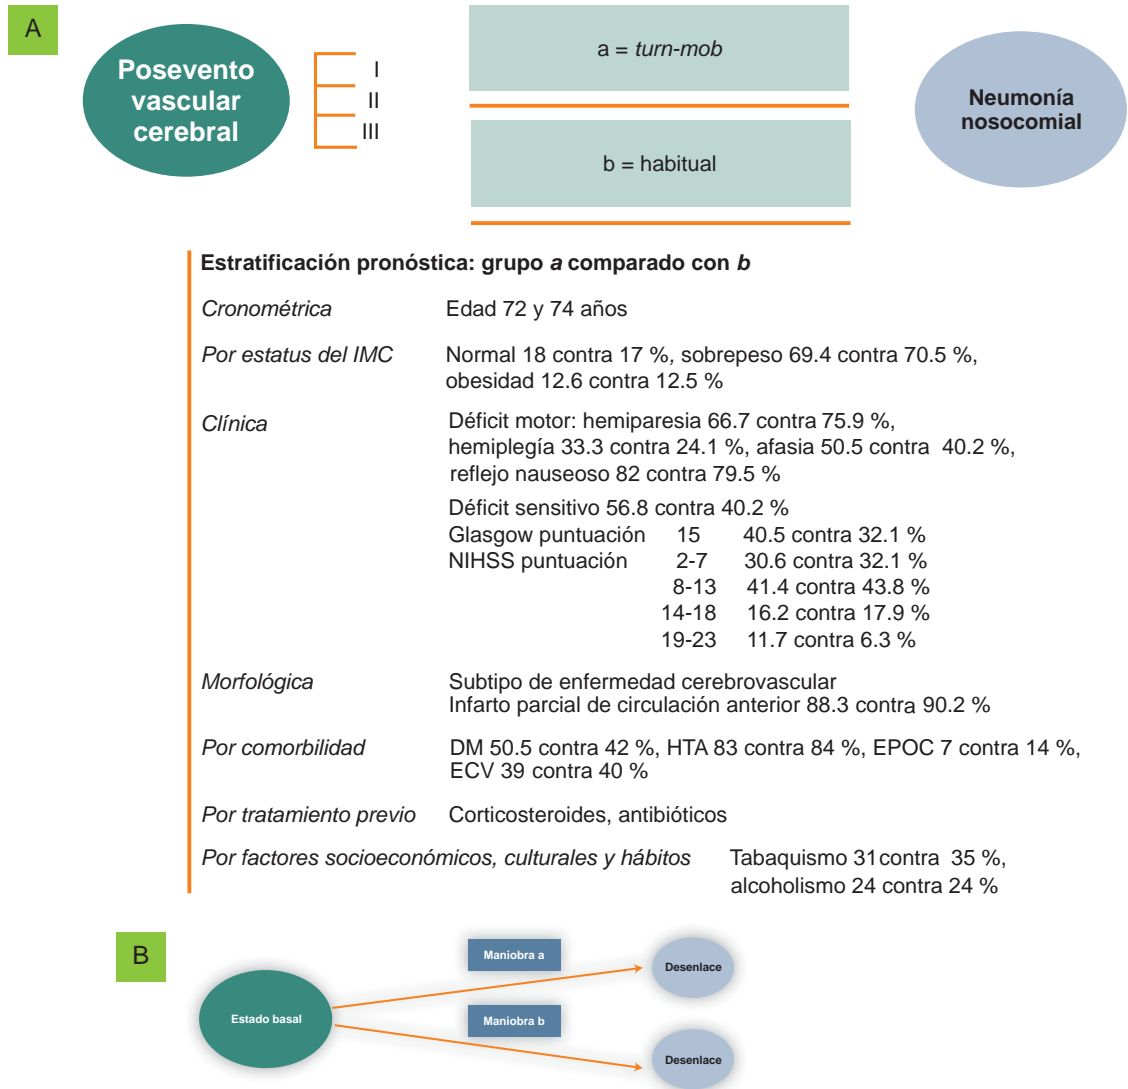 A
Posevento
vascular
cerebral
I
II
III
a = turn-mob
b = habitual
Neumonía
nosocomial
Estratificación pronóstica: grupo a comparado con b
Cronométrica Edad 72 y 74 años
Por estatus del IMC Normal 18 contra 17 %, sobrepeso 69.4 contra 70.5 %,
obesidad 12.6 contra 12.5 %
Clínica Déficit motor: hemiparesia 66.7 contra 75.9 %,
hemiplegía 33.3 contra 24.1 %, afasia 50.5 contra 40.2 %,
reflejo nauseoso 82 contra 79.5 %
Déficit sensitivo 56.8 contra 40.2 %
Glasgow puntuación 15 40.5 contra 32.1 %
NIHSS puntuación 2-7 30.6 contra 32.1 %
8-13 41.4 contra 43.8 %
14-18 16.2 contra 17.9 %
19-23 11.7 contra 6.3 %
Morfológica Subtipo de enfermedad cerebrovascular
Infarto parcial de circulación anterior 88.3 contra 90.2 %
Por comorbilidad DM 50.5 contra 42 %, HTA 83 contra 84 %, EPOC 7 contra 14 %,
ECV 39 contra 40 %
Por tratamiento previo Corticosteroides, antibióticos
Por factores socioeconómicos, culturales y hábitos Tabaquismo 31 contra 35 %,
alcoholismo 24 contra 24 %
B
Estado basal
Maniobra a
Desenlace
Maniobra b
Desenlace